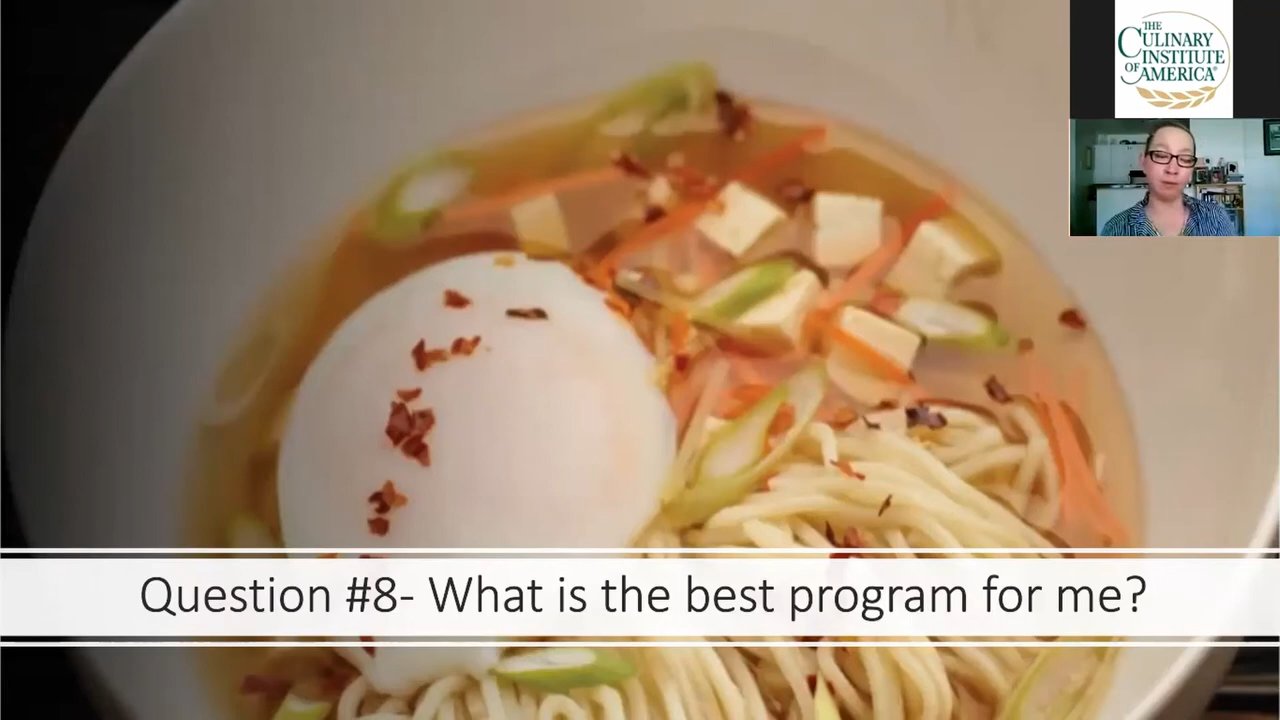 THE
CULINARY
INSTITUTE
OF AMERICA®
Question #8- What is the best program for me?